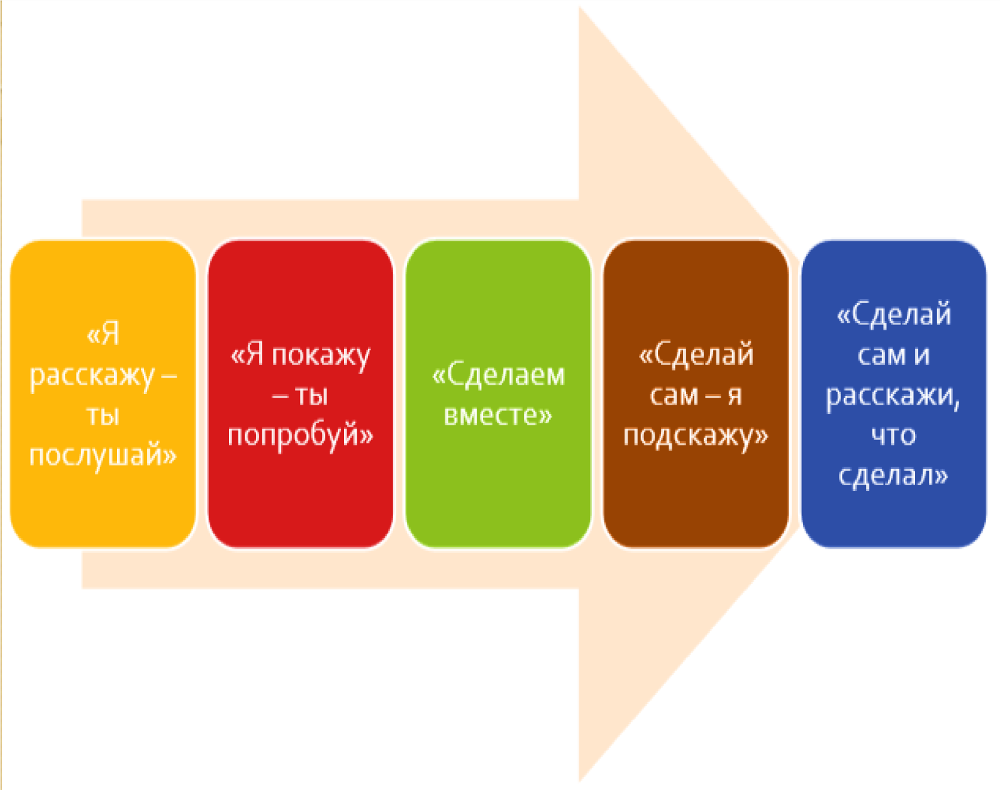 «Я
расскажу –
ты
послушай»
«Я покажу
– ты
попробуй»
«Сделаем
вместе»
«Сделай
сам – я
подскажу»
«Сделай
сам и
расскажи,
что
сделал»